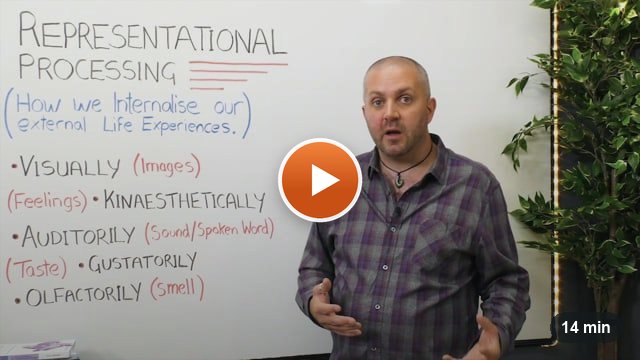 REPRESENTATIONAL
PROCESSING
(How we Internalise our
external Life Experiences.)
• VISUALLY (Images)
(Feelings) • KINAESTHETICALLY
• AUDITORILY (Sound/Spoken Word)
(Taste) • GUSTATORILY
• OLFACTORILY (smell)
14 min